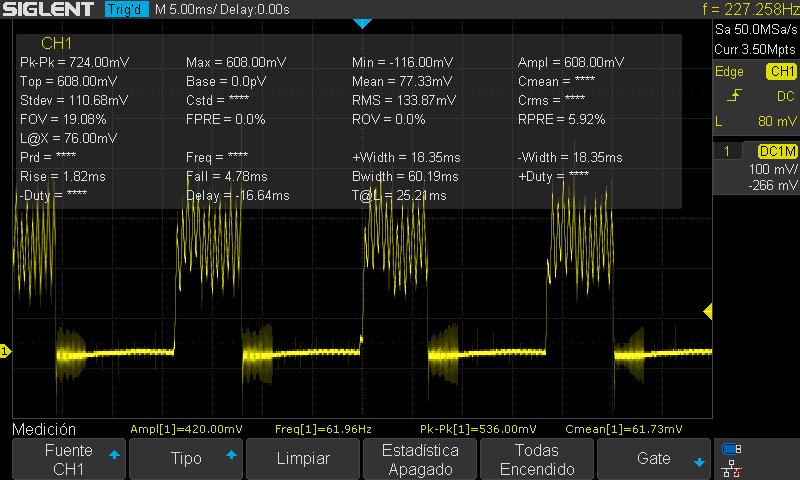 SIGLENT Trig'd M 5.00ms/ Delay:0.00s f = 227.258Hz
Sa 50.0MSa/s
Curr 3.50Mpts
Edge CH1
DC
L 80 mV
1 DC1M
100 mV/
-266 mV
CH1
Pk-Pk = 724.00mV Max = 608.00mV Min = -116.00mV Ampl = 608.00mV
Top = 608.00mV Base = 0.0pV Mean = 77.33mV Cmean = ****
Stdev = 110.68mV Cstd = **** RMS = 133.87mV Crms = ****
FOV = 19.08% FPRE = 0.0% ROV = 0.0% RPRE = 5.92%
L@X = 76.00mV
Prd = **** Freq = **** +Width = 18.35ms -Width = 18.35ms
Rise = 1.82ms Fall = 4.78ms Bwidth = 60.19ms +Duty = ****
-Duty = **** Delay = -16.64ms T@L = 25.21ms
1
Medición Ampl[1]=420.00mV Freq[1]=61.96Hz Pk-Pk[1]=536.00mV Cmean[1]=61.73mV
Fuente CH1
Tipo
Limpiar
Estadística Apagado
Todas Encendido
Gate